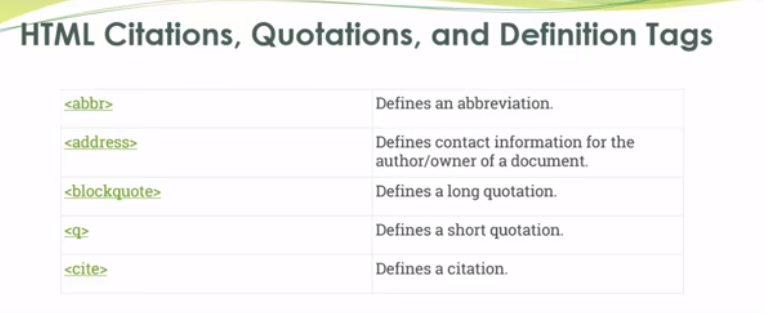 HTML Citations, Quotations, and Definition Tags
<abbr> Defines an abbreviation.
<address> Defines contact information for the
author/owner of a document.
<blockquote> Defines a long quotation.
<q> Defines a short quotation.
<cite> Defines a citation.